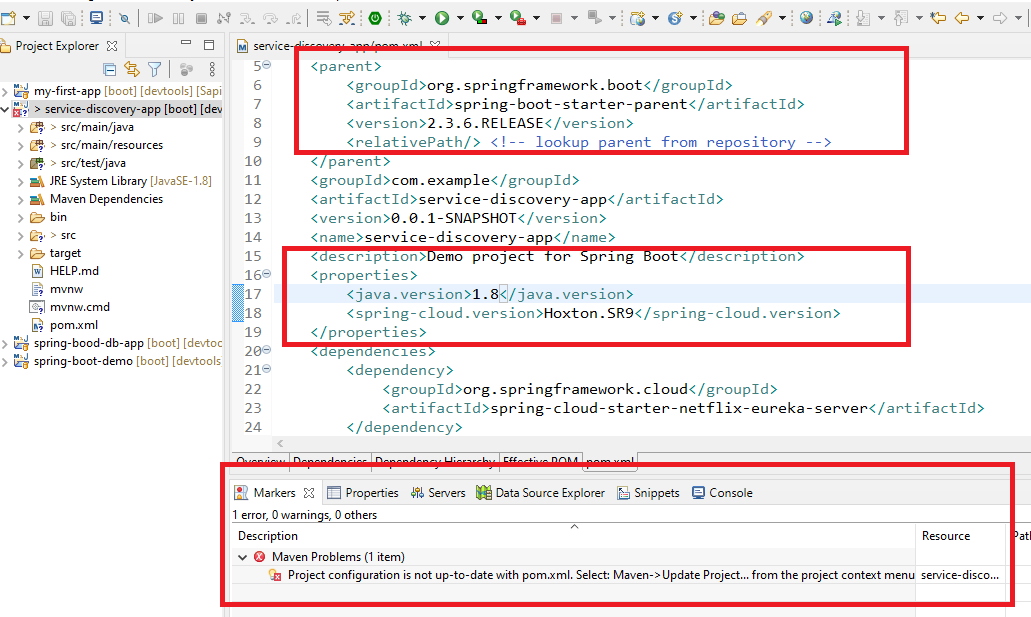 Project Explorer
my-first-app [boot] [devtools] [Sapi
> service-discovery-app [boot] [dev
> src/main/java
> src/main/resources
> src/test/java
JRE System Library [JavaSE-1.8]
Maven Dependencies
bin
> src
target
HELP.md
mvnw
mvnw.cmd
pom.xml
spring-bood-db-app [boot] [devtoc
spring-boot-demo [boot] [devtools
service-discovery-app/pom.xml
5 <parent>
6 <groupId>org.springframework.boot</groupId>
7 <artifactId>spring-boot-starter-parent</artifactId>
8 <version>2.3.6.RELEASE</version>
9 <relativePath/> <!-- lookup parent from repository -->
10 </parent>
11 <groupId>com.example</groupId>
12 <artifactId>service-discovery-app</artifactId>
13 <version>0.0.1-SNAPSHOT</version>
14 <name>service-discovery-app</name>
15 <description>Demo project for Spring Boot</description>
16 <properties>
17 <java.version>1.8</java.version>
18 <spring-cloud.version>Hoxton.SR9</spring-cloud.version>
19 </properties>
20 <dependencies>
21 <dependency>
22 <groupId>org.springframework.cloud</groupId>
23 <artifactId>spring-cloud-starter-netflix-eureka-server</artifactId>
24 </dependency>
Overview Dependencies Dependency Hierarchy Effective POM pom.xml
Markers Properties Servers Data Source Explorer Snippets Console
1 error, 0 warnings, 0 others
Description Resource Path
Maven Problems (1 item)
Project configuration is not up-to-date with pom.xml. Select: Maven->Update Project... from the project context menu service-disco...